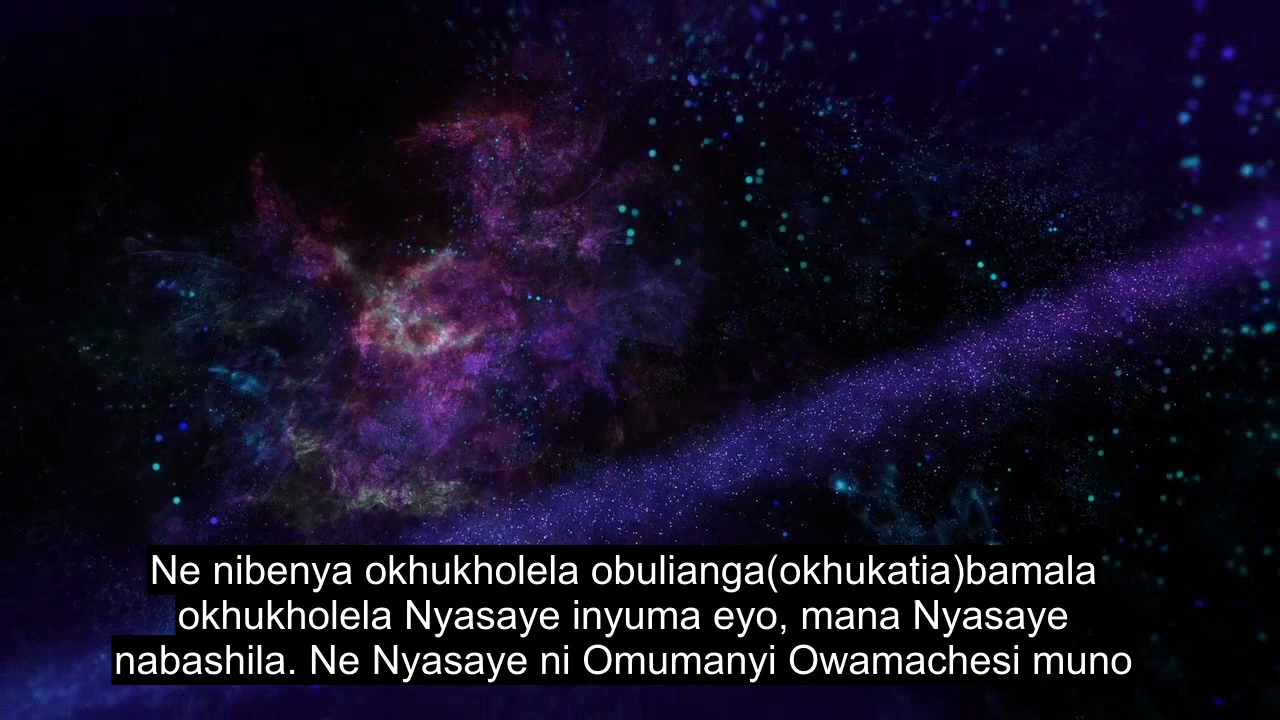 Ne nibenya okhukholela obulianga(okhukatia)bamala
okhukholela Nyasaye inyuma eyo, mana Nyasaye
nabashila. Ne Nyasaye ni Omumanyi Owamachesi muno